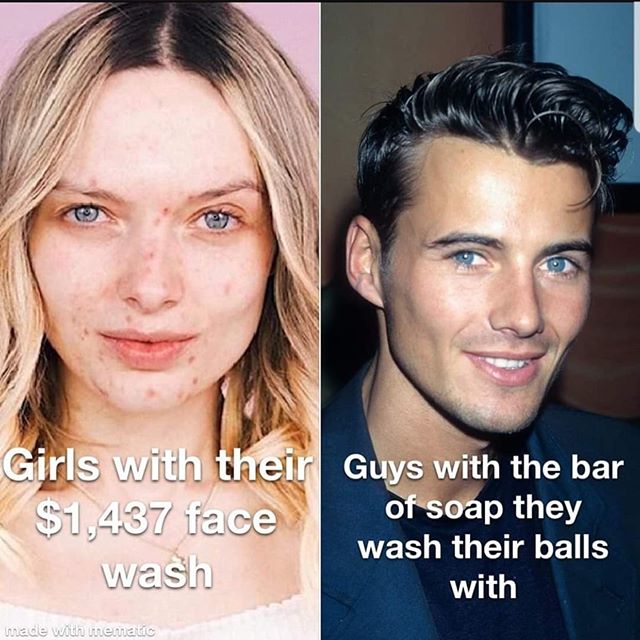 Girls with their
$1,437 face
wash
Guys with the bar
of soap they
wash their balls
with
made with mematic